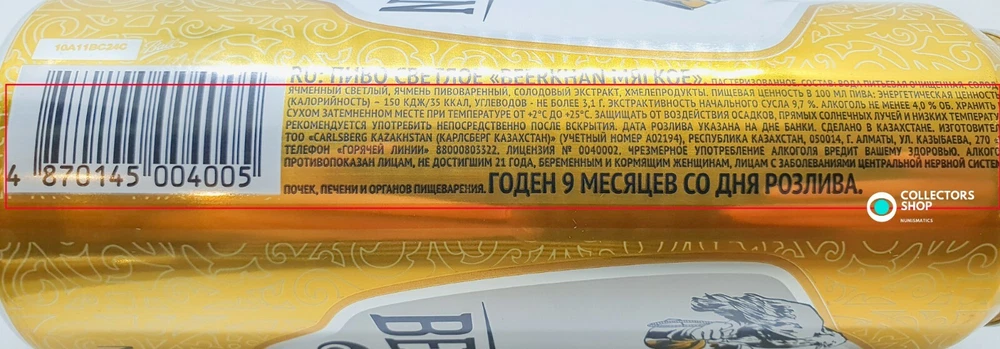 10A11BC24C
RU: ПИВО СВЕТЛОЕ «BEERKHAN МЯГКОЕ», ПАСТЕРИЗОВАННОЕ. СОСТАВ: ВОДА ПИТЬЕВАЯ ОЧИЩЕННАЯ, СОЛОД
ЯЧМЕННЫЙ СВЕТЛЫЙ, ЯЧМЕНЬ ПИВОВАРЕННЫЙ, СОЛОДОВЫЙ ЭКСТРАКТ, ХМЕЛЕПРОДУКТЫ. ПИЩЕВАЯ ЦЕННОСТЬ В 100 МЛ ПИВА: ЭНЕРГЕТИЧЕСКАЯ ЦЕННОСТЬ
(КАЛОРИЙНОСТЬ) – 150 КДЖ/35 ККАЛ, УГЛЕВОДОВ - НЕ БОЛЕЕ 3,1 Г. ЭКСТРАКТИВНОСТЬ НАЧАЛЬНОГО СУСЛА 9,7 %. АЛКОГОЛЬ НЕ МЕНЕЕ 4,0 % ОБ. ХРАНИТЬ
СУХОМ ЗАТЕМНЕННОМ МЕСТЕ ПРИ ТЕМПЕРАТУРЕ ОТ +2°С ДО +25°С. ЗАЩИЩАТЬ ОТ ВОЗДЕЙСТВИЯ ОСАДКОВ, ПРЯМЫХ СОЛНЕЧНЫХ ЛУЧЕЙ И НИЗКИХ ТЕМПЕРАТУ
РЕКОМЕНДУЕТСЯ УПОТРЕБИТЬ НЕПОСРЕДСТВЕННО ПОСЛЕ ВСКРЫТИЯ. ДАТА РОЗЛИВА УКАЗАНА НА ДНЕ БАНКИ. СДЕЛАНО В КАЗАХСТАНЕ. ИЗГОТОВИТЕЛ
ТОО «CARLSBERG KAZAKHSTAN (КАРЛСБЕРГ КАЗАХСТАН)» (УЧЕТНЫЙ НОМЕР А0294), РЕСПУБЛИКА КАЗАХСТАН, 050014, Г. АЛМАТЫ, УЛ. КАЗЫБАЕВА, 270
ТЕЛЕФОН «ГОРЯЧЕЙ ЛИНИИ» 88000803322. ЛИЦЕНЗИЯ № 0040002. ЧРЕЗМЕРНОЕ УПОТРЕБЛЕНИЕ АЛКОГОЛЯ ВРЕДИТ ВАШЕМУ ЗДОРОВЬЮ. АЛКОГО
ПРОТИВОПОКАЗАН ЛИЦАМ, НЕ ДОСТИГШИМ 21 ГОДА, БЕРЕМЕННЫМ И КОРМЯЩИМ ЖЕНЩИНАМ, ЛИЦАМ С ЗАБОЛЕВАНИЯМИ ЦЕНТРАЛЬНОЙ НЕРВНОЙ СИСТЕМ
ПОЧЕК, ПЕЧЕНИ И ОРГАНОВ ПИЩЕВАРЕНИЯ. ГОДЕН 9 МЕСЯЦЕВ СО ДНЯ РОЗЛИВА.
4 870145 004005
COLLECTORS
SHOP
NUMISMATICS
BE